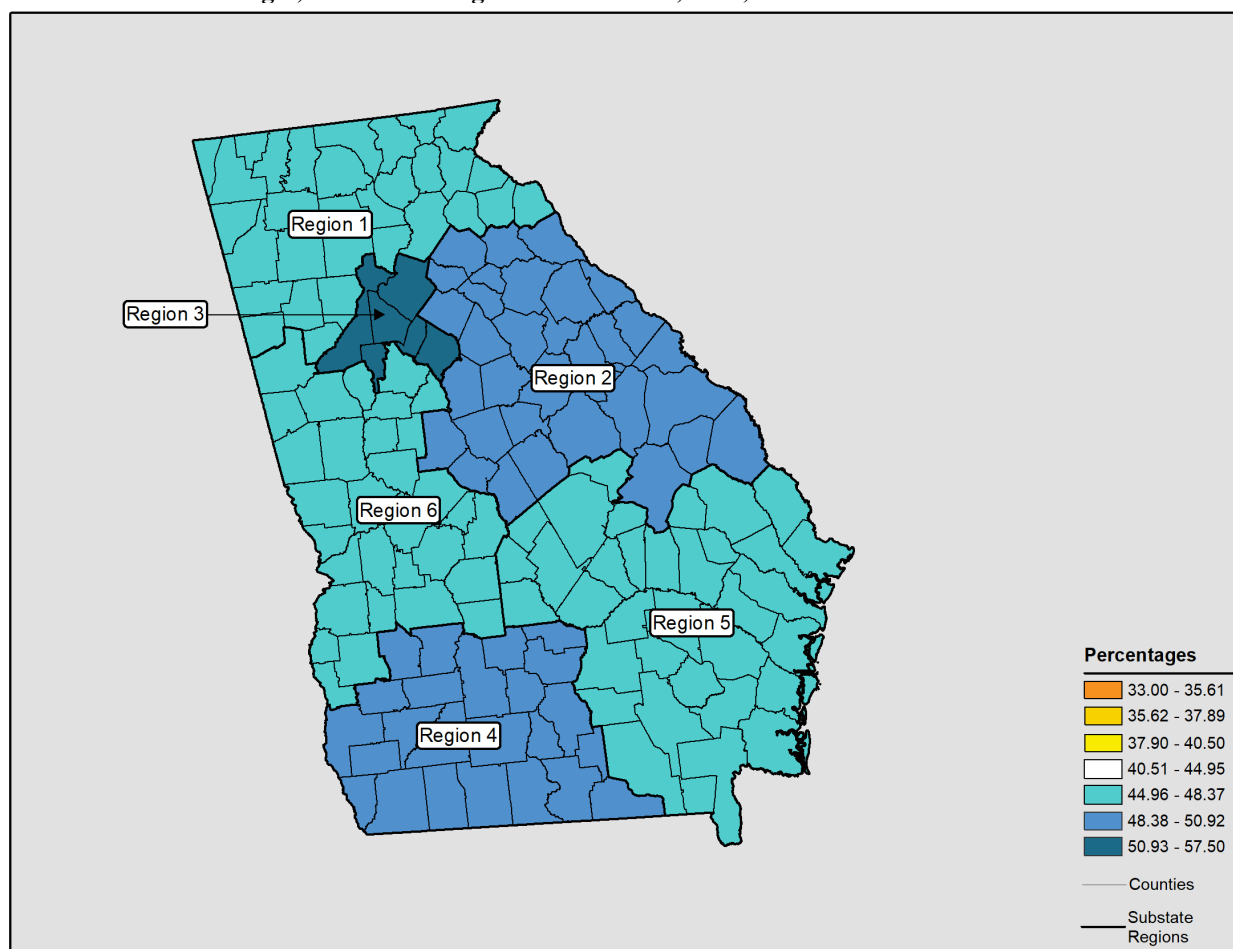 Region 1
Region 3
Region 2
Region 6
Region 5
Region 4
Percentages
33.00 - 35.61
35.62 - 37.89
37.90 - 40.50
40.51 - 44.95
44.96 - 48.37
48.38 - 50.92
50.93 - 57.50
Counties
Substate
Regions